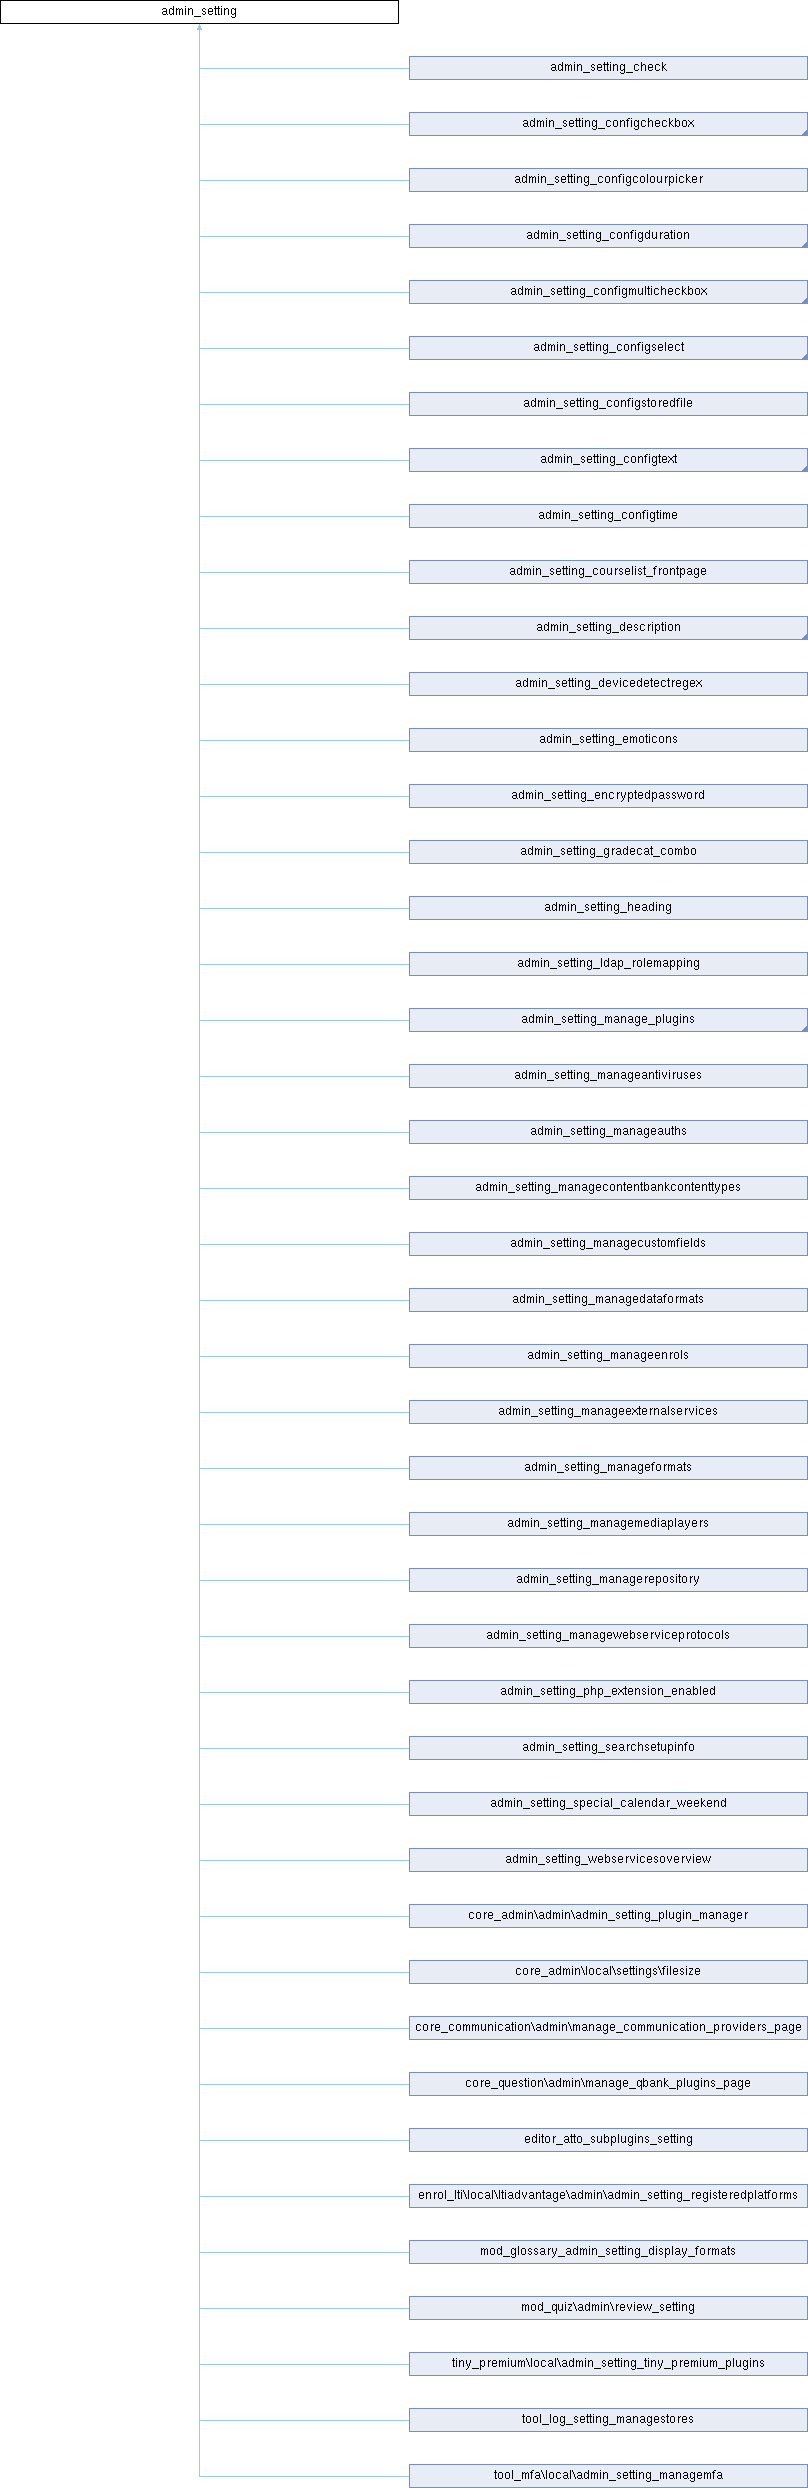 admin_setting
admin_setting_check
admin_setting_configcheckbox
admin_setting_configcolourpicker
admin_setting_configduration
admin_setting_configmulticheckbox
admin_setting_configselect
admin_setting_configstoredfile
admin_setting_configtext
admin_setting_configtime
admin_setting_courselist_frontpage
admin_setting_description
admin_setting_devicedetectregex
admin_setting_emoticons
admin_setting_encryptedpassword
admin_setting_gradecat_combo
admin_setting_heading
admin_setting_ldap_rolemapping
admin_setting_manage_plugins
admin_setting_manageantiviruses
admin_setting_manageauths
admin_setting_managecontentbankcontenttypes
admin_setting_managecustomfields
admin_setting_managedataformats
admin_setting_manageenrols
admin_setting_manageexternalservices
admin_setting_manageformats
admin_setting_managemediaplayers
admin_setting_managerepository
admin_setting_managewebserviceprotocols
admin_setting_php_extension_enabled
admin_setting_searchsetupinfo
admin_setting_special_calendar_weekend
admin_setting_webservicesoverview
core_admin\admin\admin_setting_plugin_manager
core_admin\local\settings\filesize
core_communication\admin\manage_communication_providers_page
core_question\admin\manage_qbank_plugins_page
editor_atto_subplugins_setting
enrol_lti\local\ltiadvantage\admin\admin_setting_registeredplatforms
mod_glossary_admin_setting_display_formats
mod_quiz\admin\review_setting
tiny_premium\local\admin_setting_tiny_premium_plugins
tool_log_setting_managestores
tool_mfa\local\admin_setting_managemfa